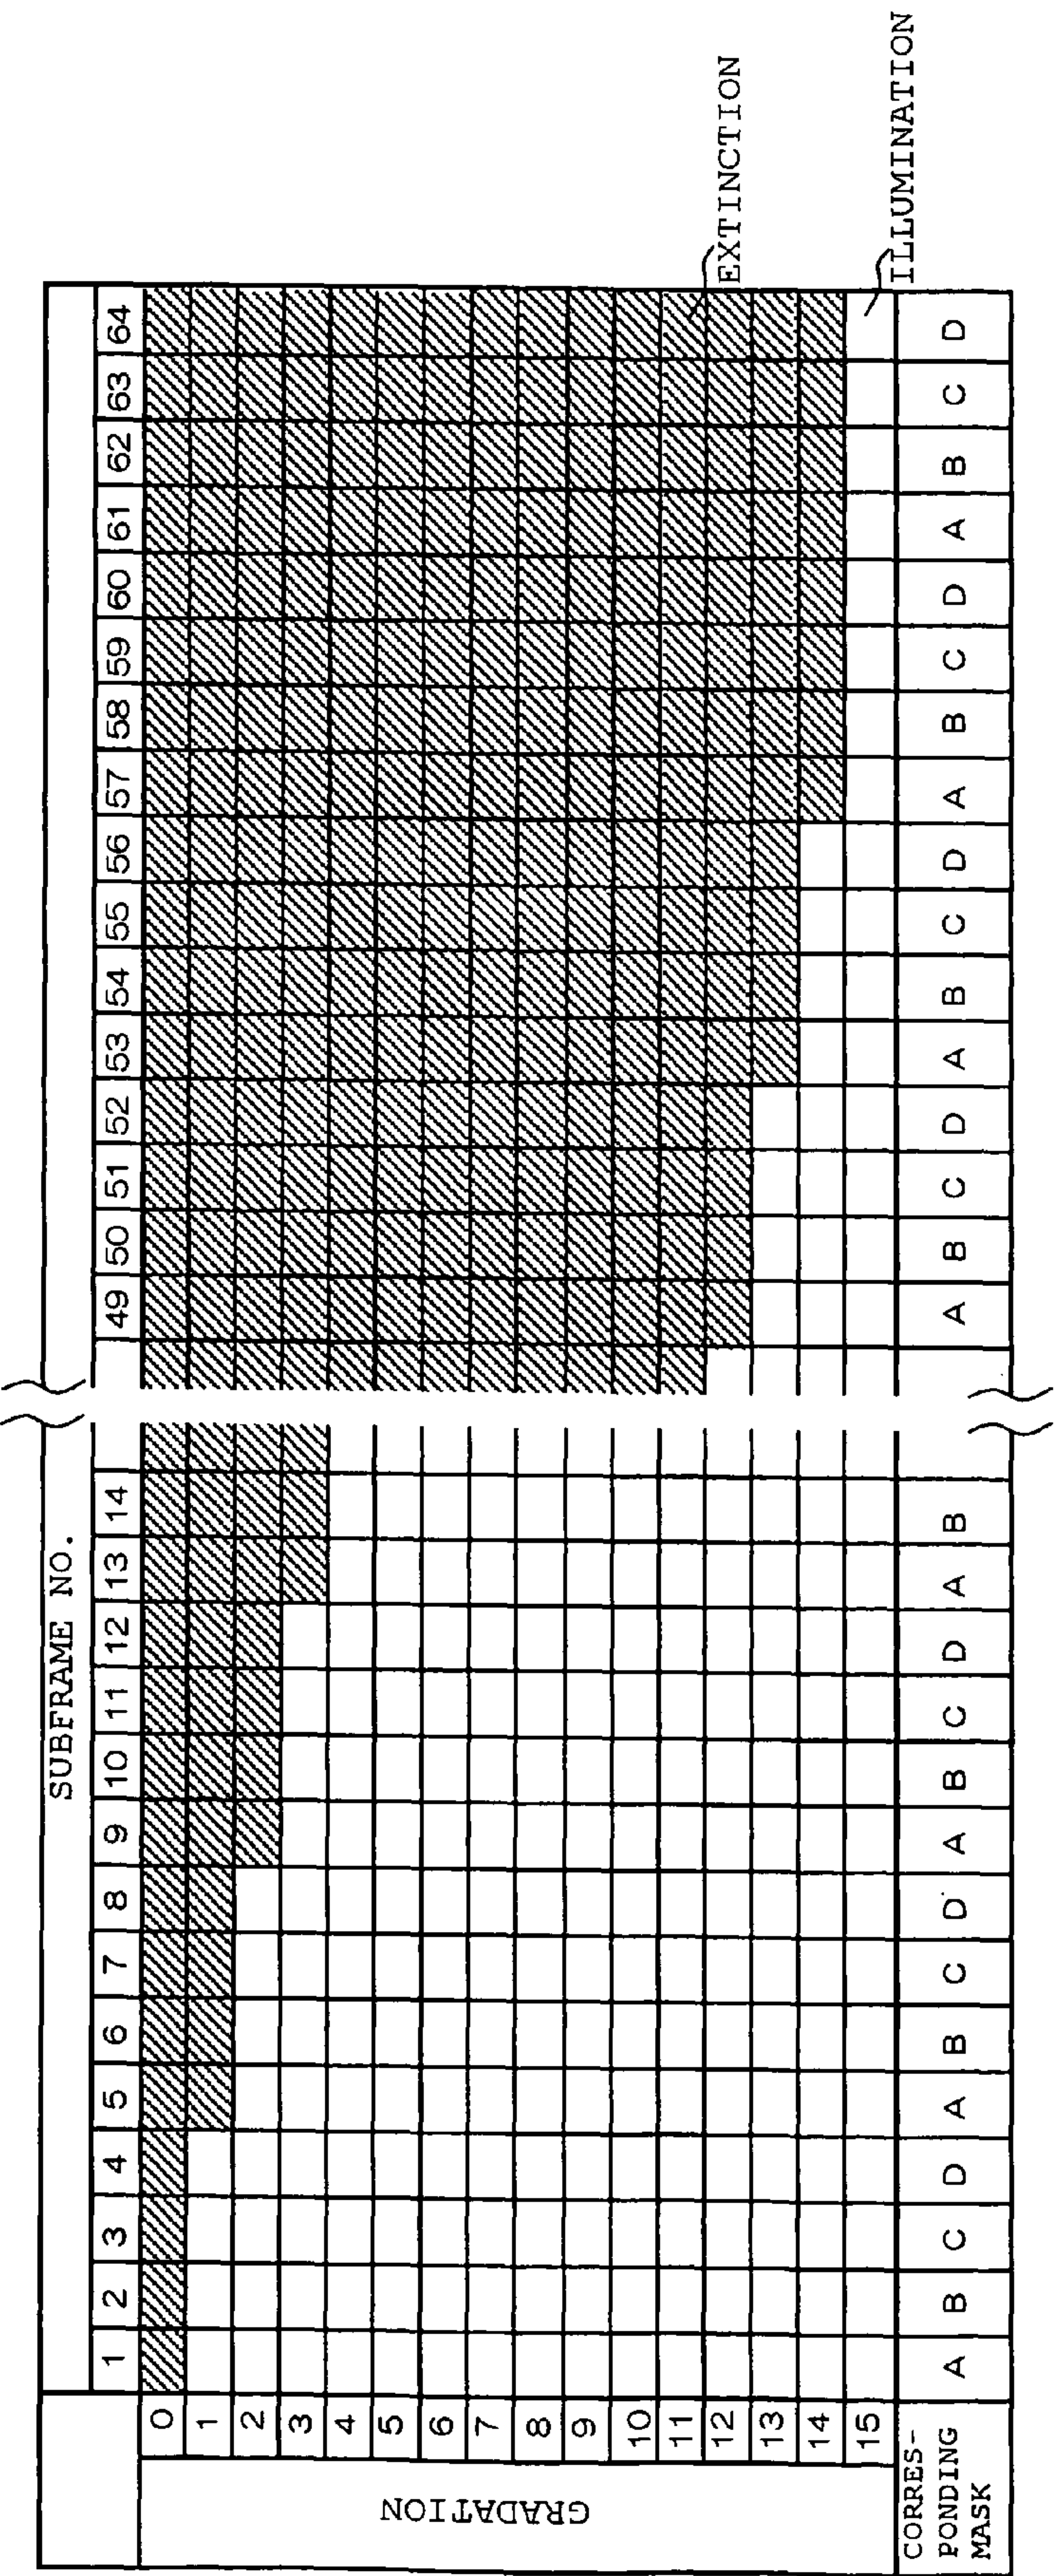 SUBFRAME NO.
1 2 3 4 5 6 7 8 9 10 11 12 13 14 49 50 51 52 53 54 55 56 57 58 59 60 61 62 63 64
GRADATION
0
1
2
3
4
5
6
7
8
9
10
11
12
13
14
15
CORRES-
PONDING
MASK
A B C D A B C D A B C D A B A B C D A B C D A B C D A B C D
EXTINCTION
ILLUMINATION